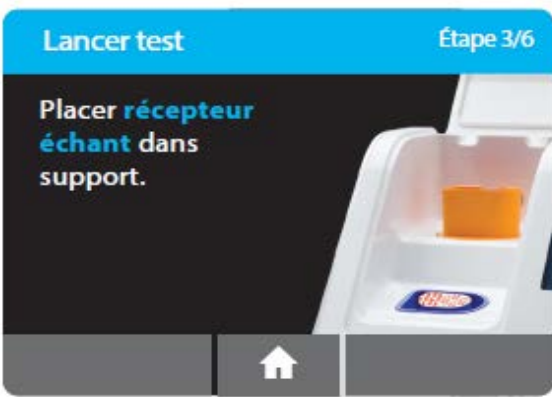 Lancer test
Étape 3/6
Placer récepteur
échant dans
support.